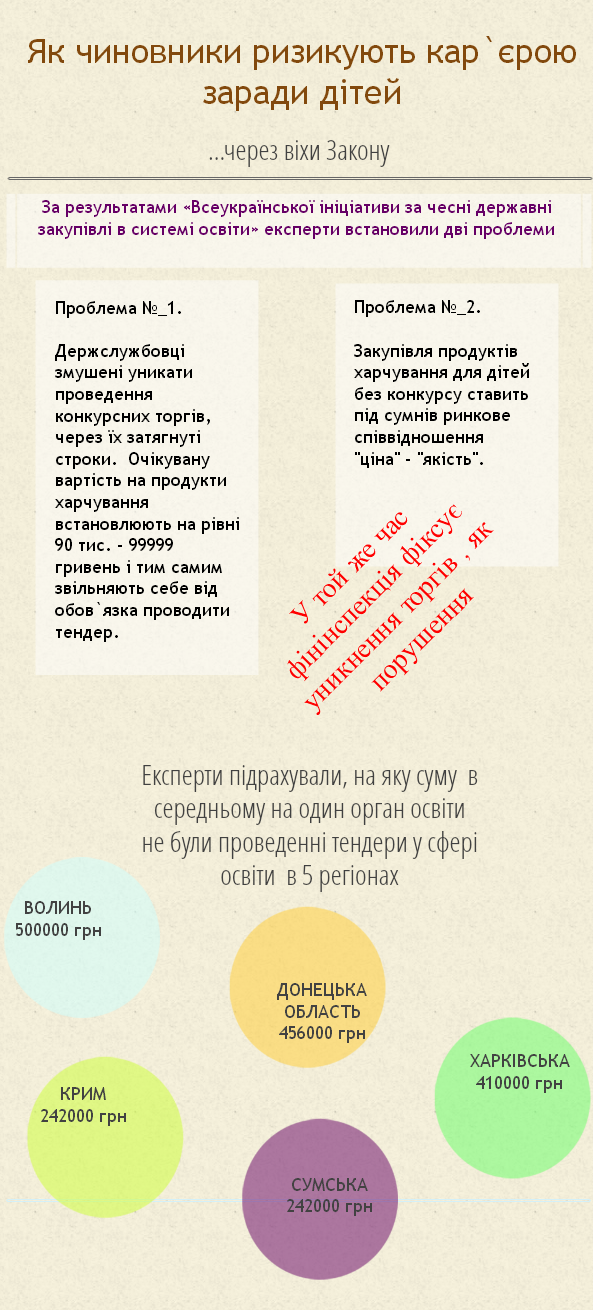 Як чиновники ризикують кар`єрою
заради дітей
...через віхи Закону
За результатами «Всеукраїнської ініціативи за чесні державні
закупівлі в системі освіти» експерти встановили дві проблеми
Проблема №_1.
Держслужбовці
змушені уникати
проведення
конкурсних торгів,
через їх затягнуті
строки. Очікувану
вартість на продукти
харчування
встановлюють на рівні
90 тис. - 99999
гривень і тим самим
звільняють себе від
обов`язка проводити
тендер.
Проблема №_2.
Закупівля продуктів
харчування для дітей
без конкурсу ставить
під сумнів ринкове
співвідношення
"ціна" - "якість".
У той же час
фінінспекція фіксує
уникнення торгів , як
порушення
Експерти підрахували, на яку суму в
середньому на один орган освіти
не були проведенні тендери у сфері
освіти в 5 регіонах
ВОЛИНЬ
500000 грн
ДОНЕЦЬКА
ОБЛАСТЬ
456000 грн
ХАРКІВСЬКА
410000 грн
КРИМ
242000 грн
СУМСЬКА
242000 грн